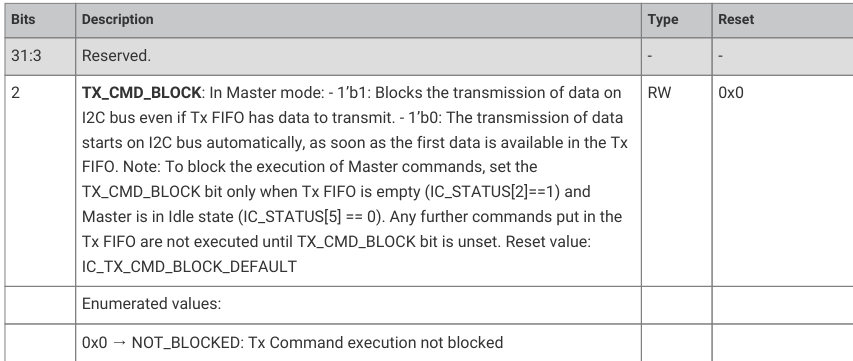 Bits Description Type Reset
31:3 Reserved. - -
2 TX_CMD_BLOCK: In Master mode: - 1’b1: Blocks the transmission of data on RW 0x0
I2C bus even if Tx FIFO has data to transmit. - 1’b0: The transmission of data
starts on I2C bus automatically, as soon as the first data is available in the Tx
FIFO. Note: To block the execution of Master commands, set the
TX_CMD_BLOCK bit only when Tx FIFO is empty (IC_STATUS[2]==1) and
Master is in Idle state (IC_STATUS[5] == 0). Any further commands put in the
Tx FIFO are not executed until TX_CMD_BLOCK bit is unset. Reset value:
IC_TX_CMD_BLOCK_DEFAULT
Enumerated values:
0x0 → NOT_BLOCKED: Tx Command execution not blocked